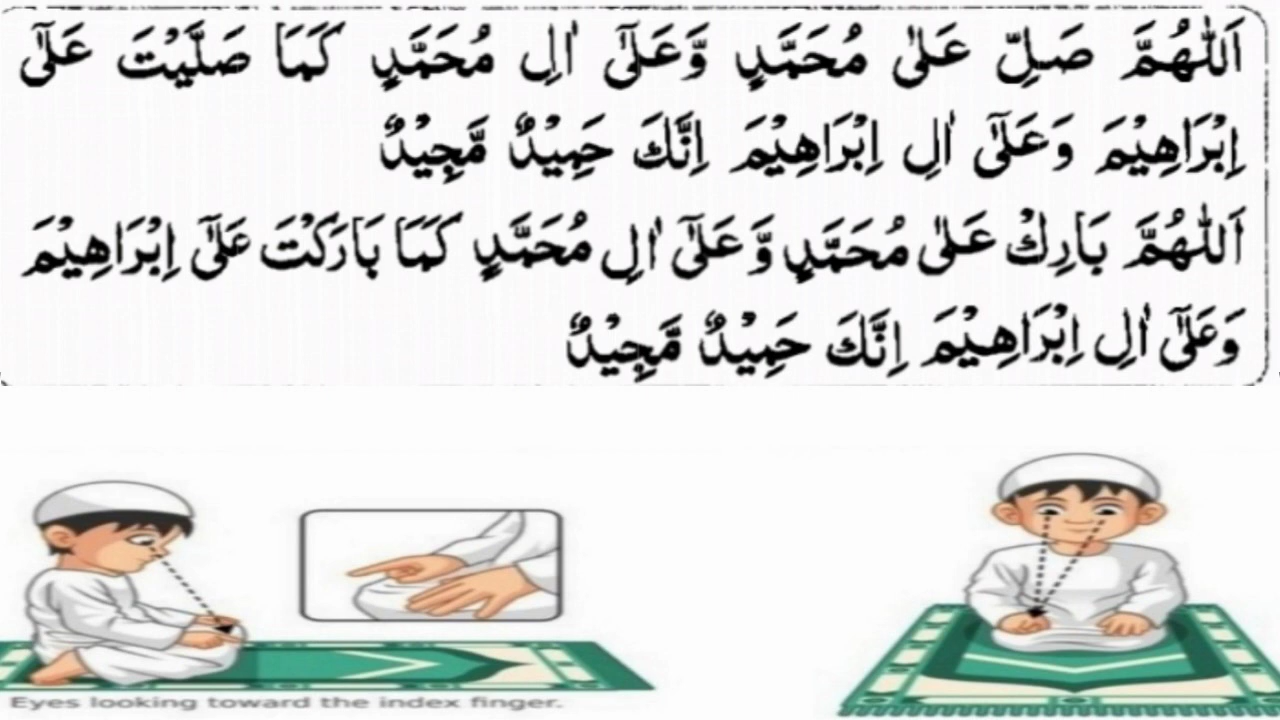 اَللّٰهُمَّ صَلِّ عَلٰى مُحَمَّدٍ وَّعَلٰٓى اٰلِ مُحَمَّدٍ كَمَا صَلَّيْتَ عَلٰٓى
اِبْرَاهِيْمَ وَعَلٰٓى اٰلِ اِبْرَاهِيْمَ اِنَّكَ حَمِيْدٌ مَّجِيْدٌ
اَللّٰهُمَّ بَارِكْ عَلٰى مُحَمَّدٍ وَّعَلٰٓى اٰلِ مُحَمَّدٍ كَمَا بَارَكْتَ عَلٰٓى اِبْرَاهِيْمَ
وَعَلٰٓى اٰلِ اِبْرَاهِيْمَ اِنَّكَ حَمِيْدٌ مَّجِيْدٌ
Eyes looking toward the index finger.